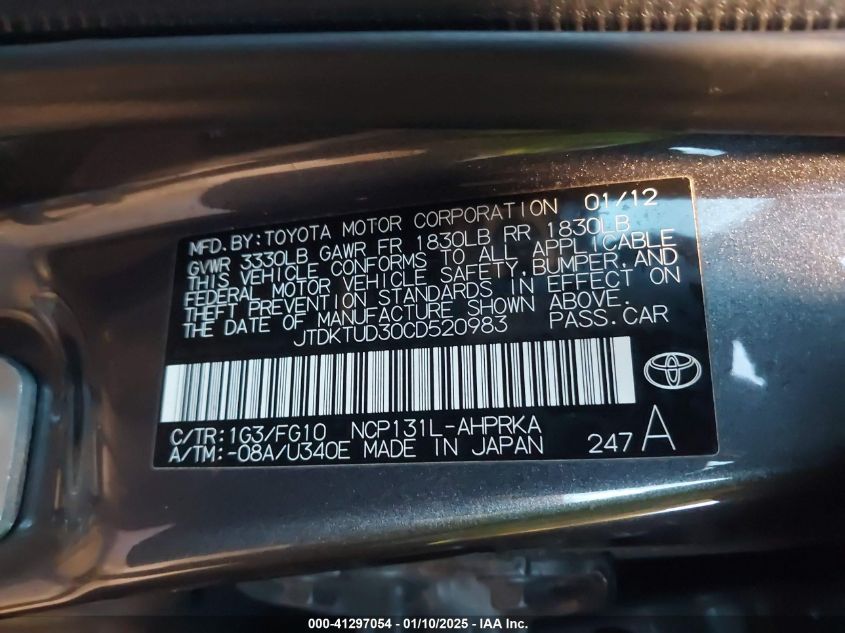 MFD. BY: TOYOTA MOTOR CORPORATION 01/12
GVWR 3330LB GAWR FR 1830LB RR 1830LB
THIS VEHICLE CONFORMS TO ALL APPLICABLE
FEDERAL MOTOR VEHICLE SAFETY, BUMPER, AND
THEFT PREVENTION STANDARDS IN EFFECT ON
THE DATE OF MANUFACTURE SHOWN ABOVE.
JTDKTUD30CD520983 PASS. CAR
C/TR: 1G3/FG10 NCP131L-AHPRKA
A/TM: -08A/U340E MADE IN JAPAN 247 A
000-41297054 - 01/10/2025 - IAA Inc.